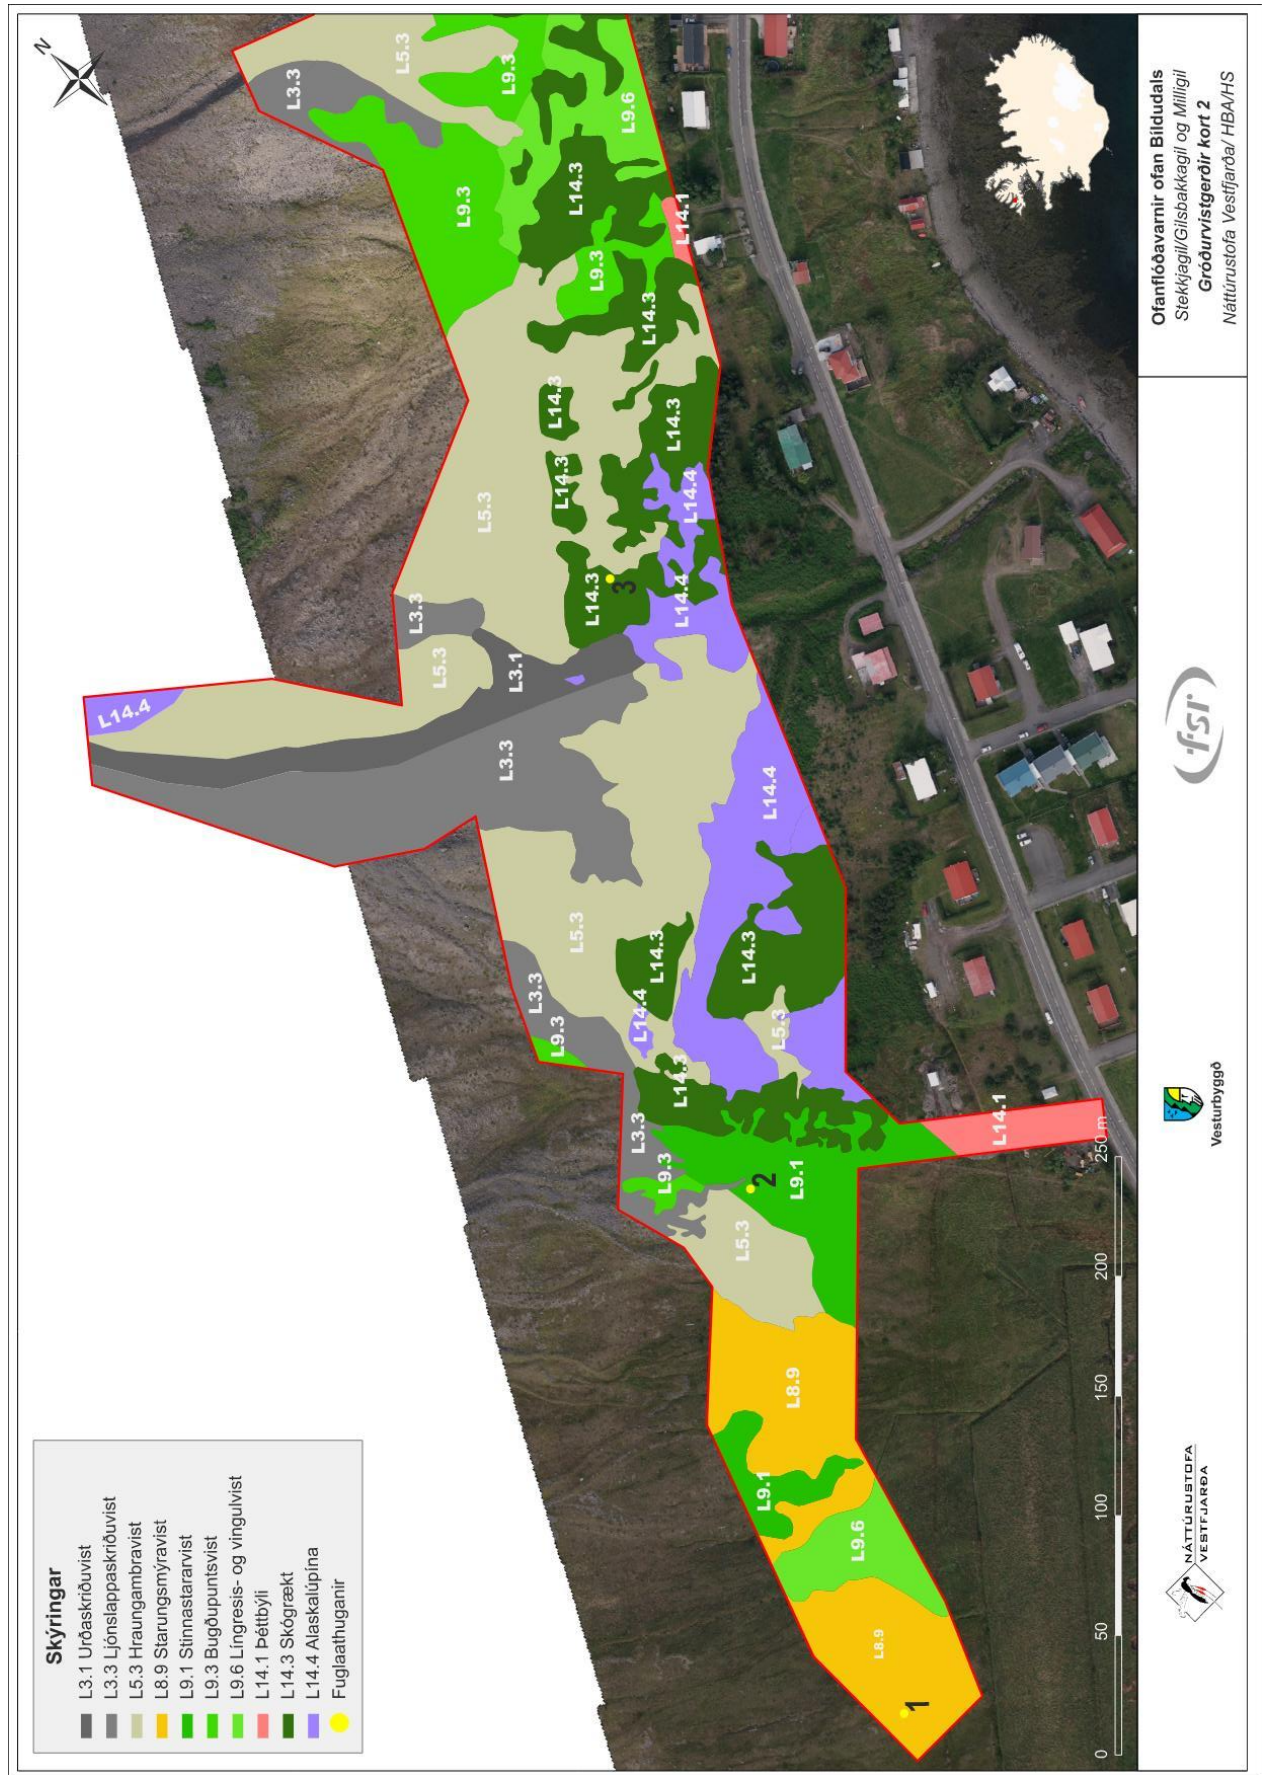 Skýringar
L3.1 Urðaskriðuvist
L3.3 Ljónslappaskriðuvist
L5.3 Hraungambravist
L8.9 Starungsmýravist
L9.1 Stinnastararvist
L9.3 Bugðupuntsvist
L9.6 Língresis- og vingulvist
L14.1 Þéttbýli
L14.3 Skógrækt
L14.4 Alaskalúpína
Fuglaathuganir
N
L14.4
L3.3
L5.3
L9.3
L9.3
L9.6
L14.3
L14.1
L9.3
L14.3
L14.3
L14.3
L14.3
L5.3
L14.4
L14.3
3
L14.4
L3.3
L5.3
L3.1
L3.3
L14.4
L5.3
L14.3
L14.3
L3.3
L9.3
L14.4
L5.3
L14.3
L3.3
L9.3
L14.1
L9.1
2
L5.3
L8.9
L9.1
L9.6
L8.9
1
0
50
100
150
200
250 m
NÁTTÚRUSTOFA
VESTFJARÐA
Vesturbyggð
fsr
Ofanflóðavarnir ofan Bíldudals
Stekkjagil/Gilsbakkagil og Milligil
Gróðurvistgerðir kort 2
Náttúrustofa Vestfjarða/ HBA/HS